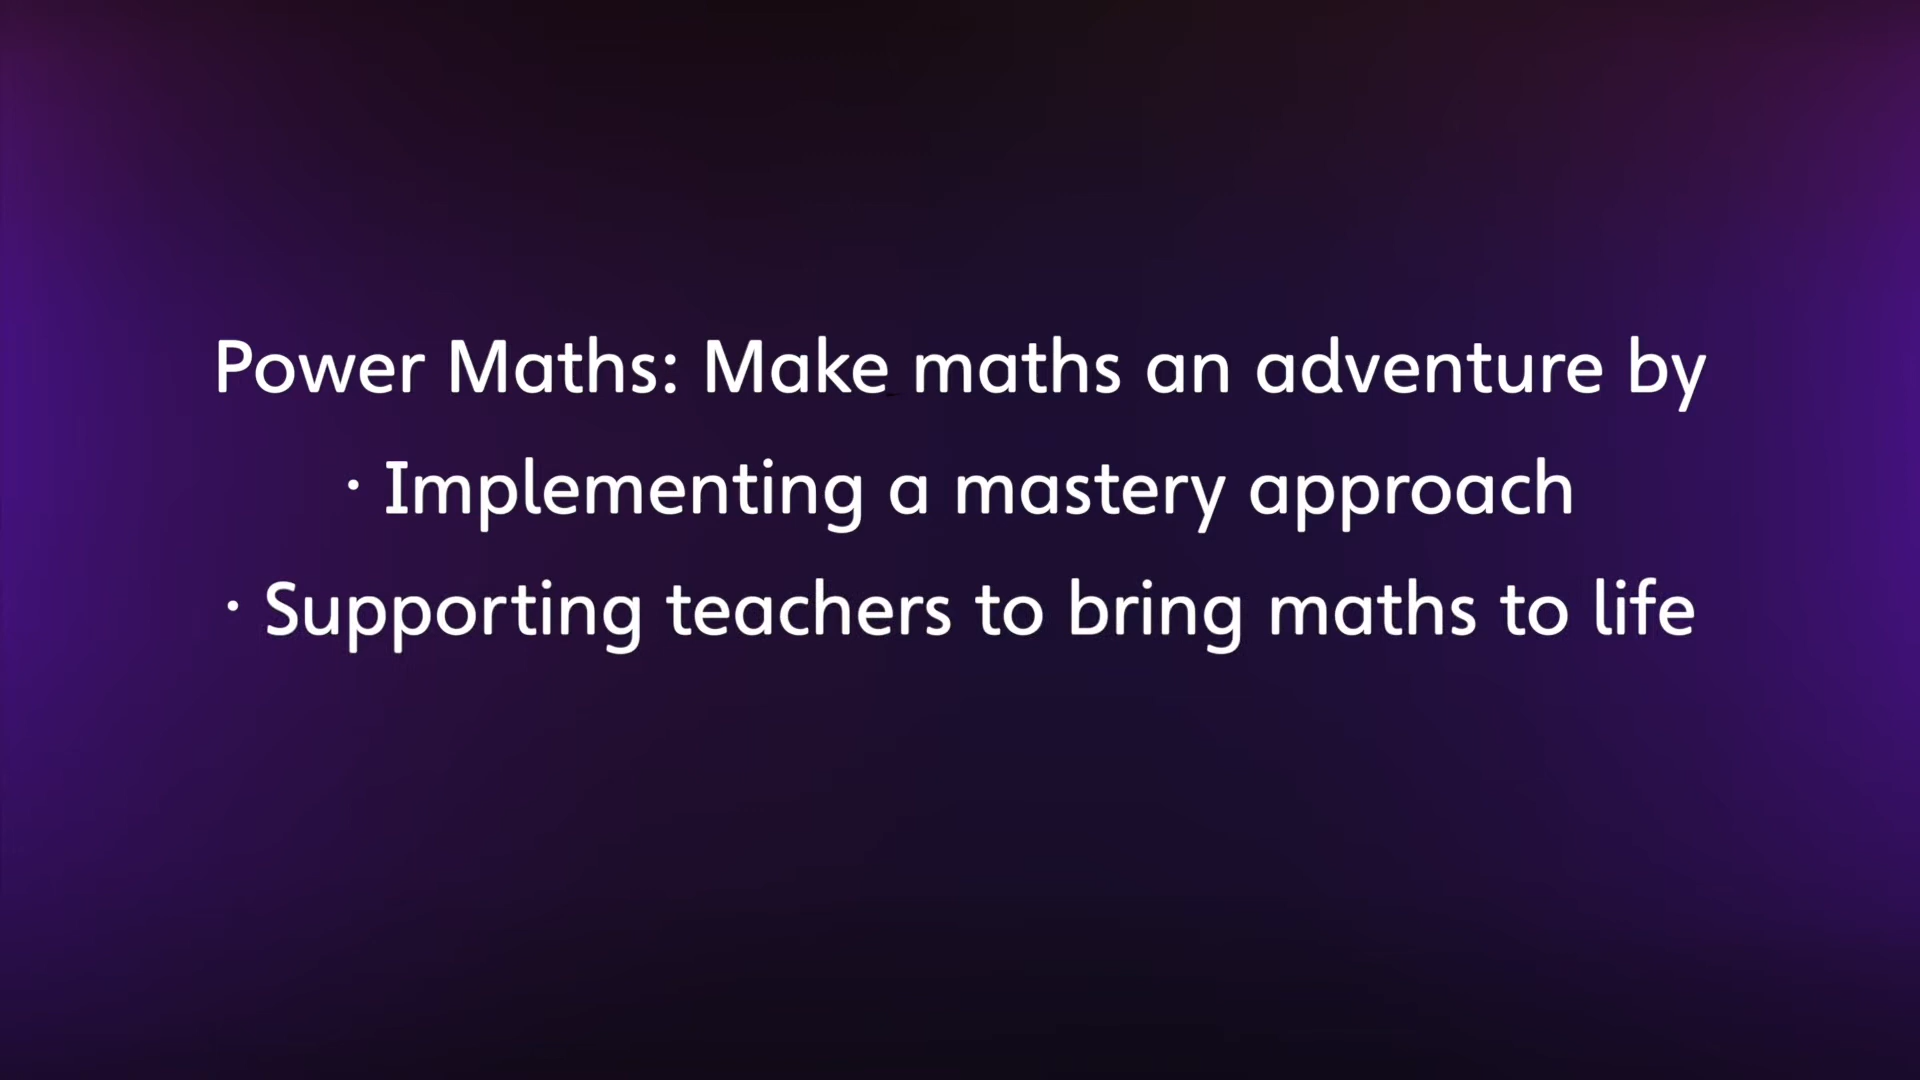 Power Maths: Make maths an adventure by
· Implementing a mastery approach
· Supporting teachers to bring maths to life